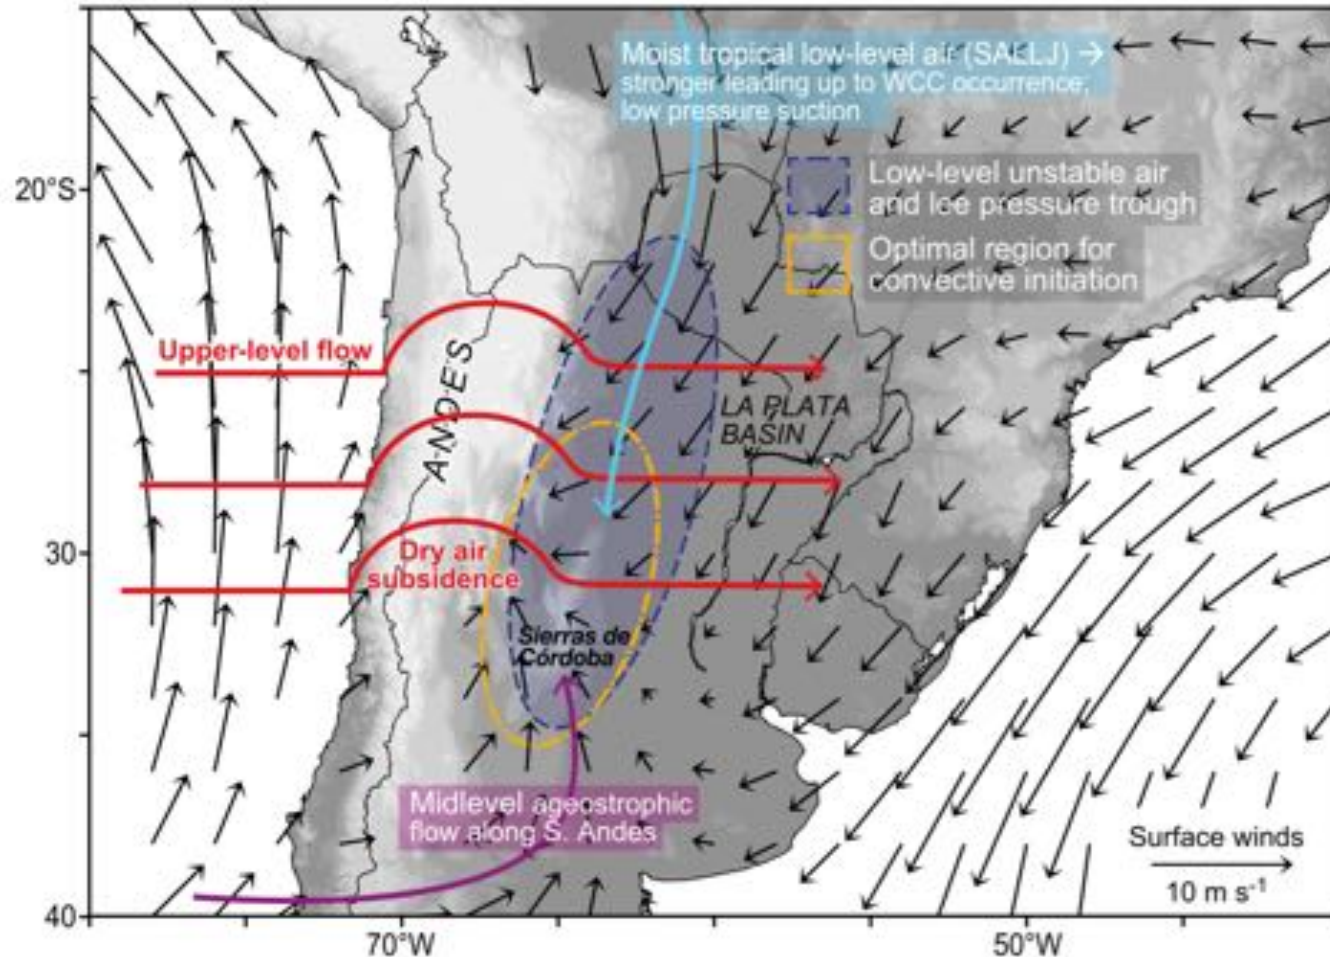 Moist tropical low-level air (SAELJ) →
stronger leading up to WCC occurrence,
low pressure suction
20°S
Low-level unstable air
and lee pressure trough
Optimal region for
convective initiation
Upper-level flow
ANDES
LA PLATA
BASIN
30
Dry air
subsidence
Sierras de
Córdoba
Midlevel ageostrophic
flow along S. Andes
Surface winds
10 m s-1
40
70°W
50°W